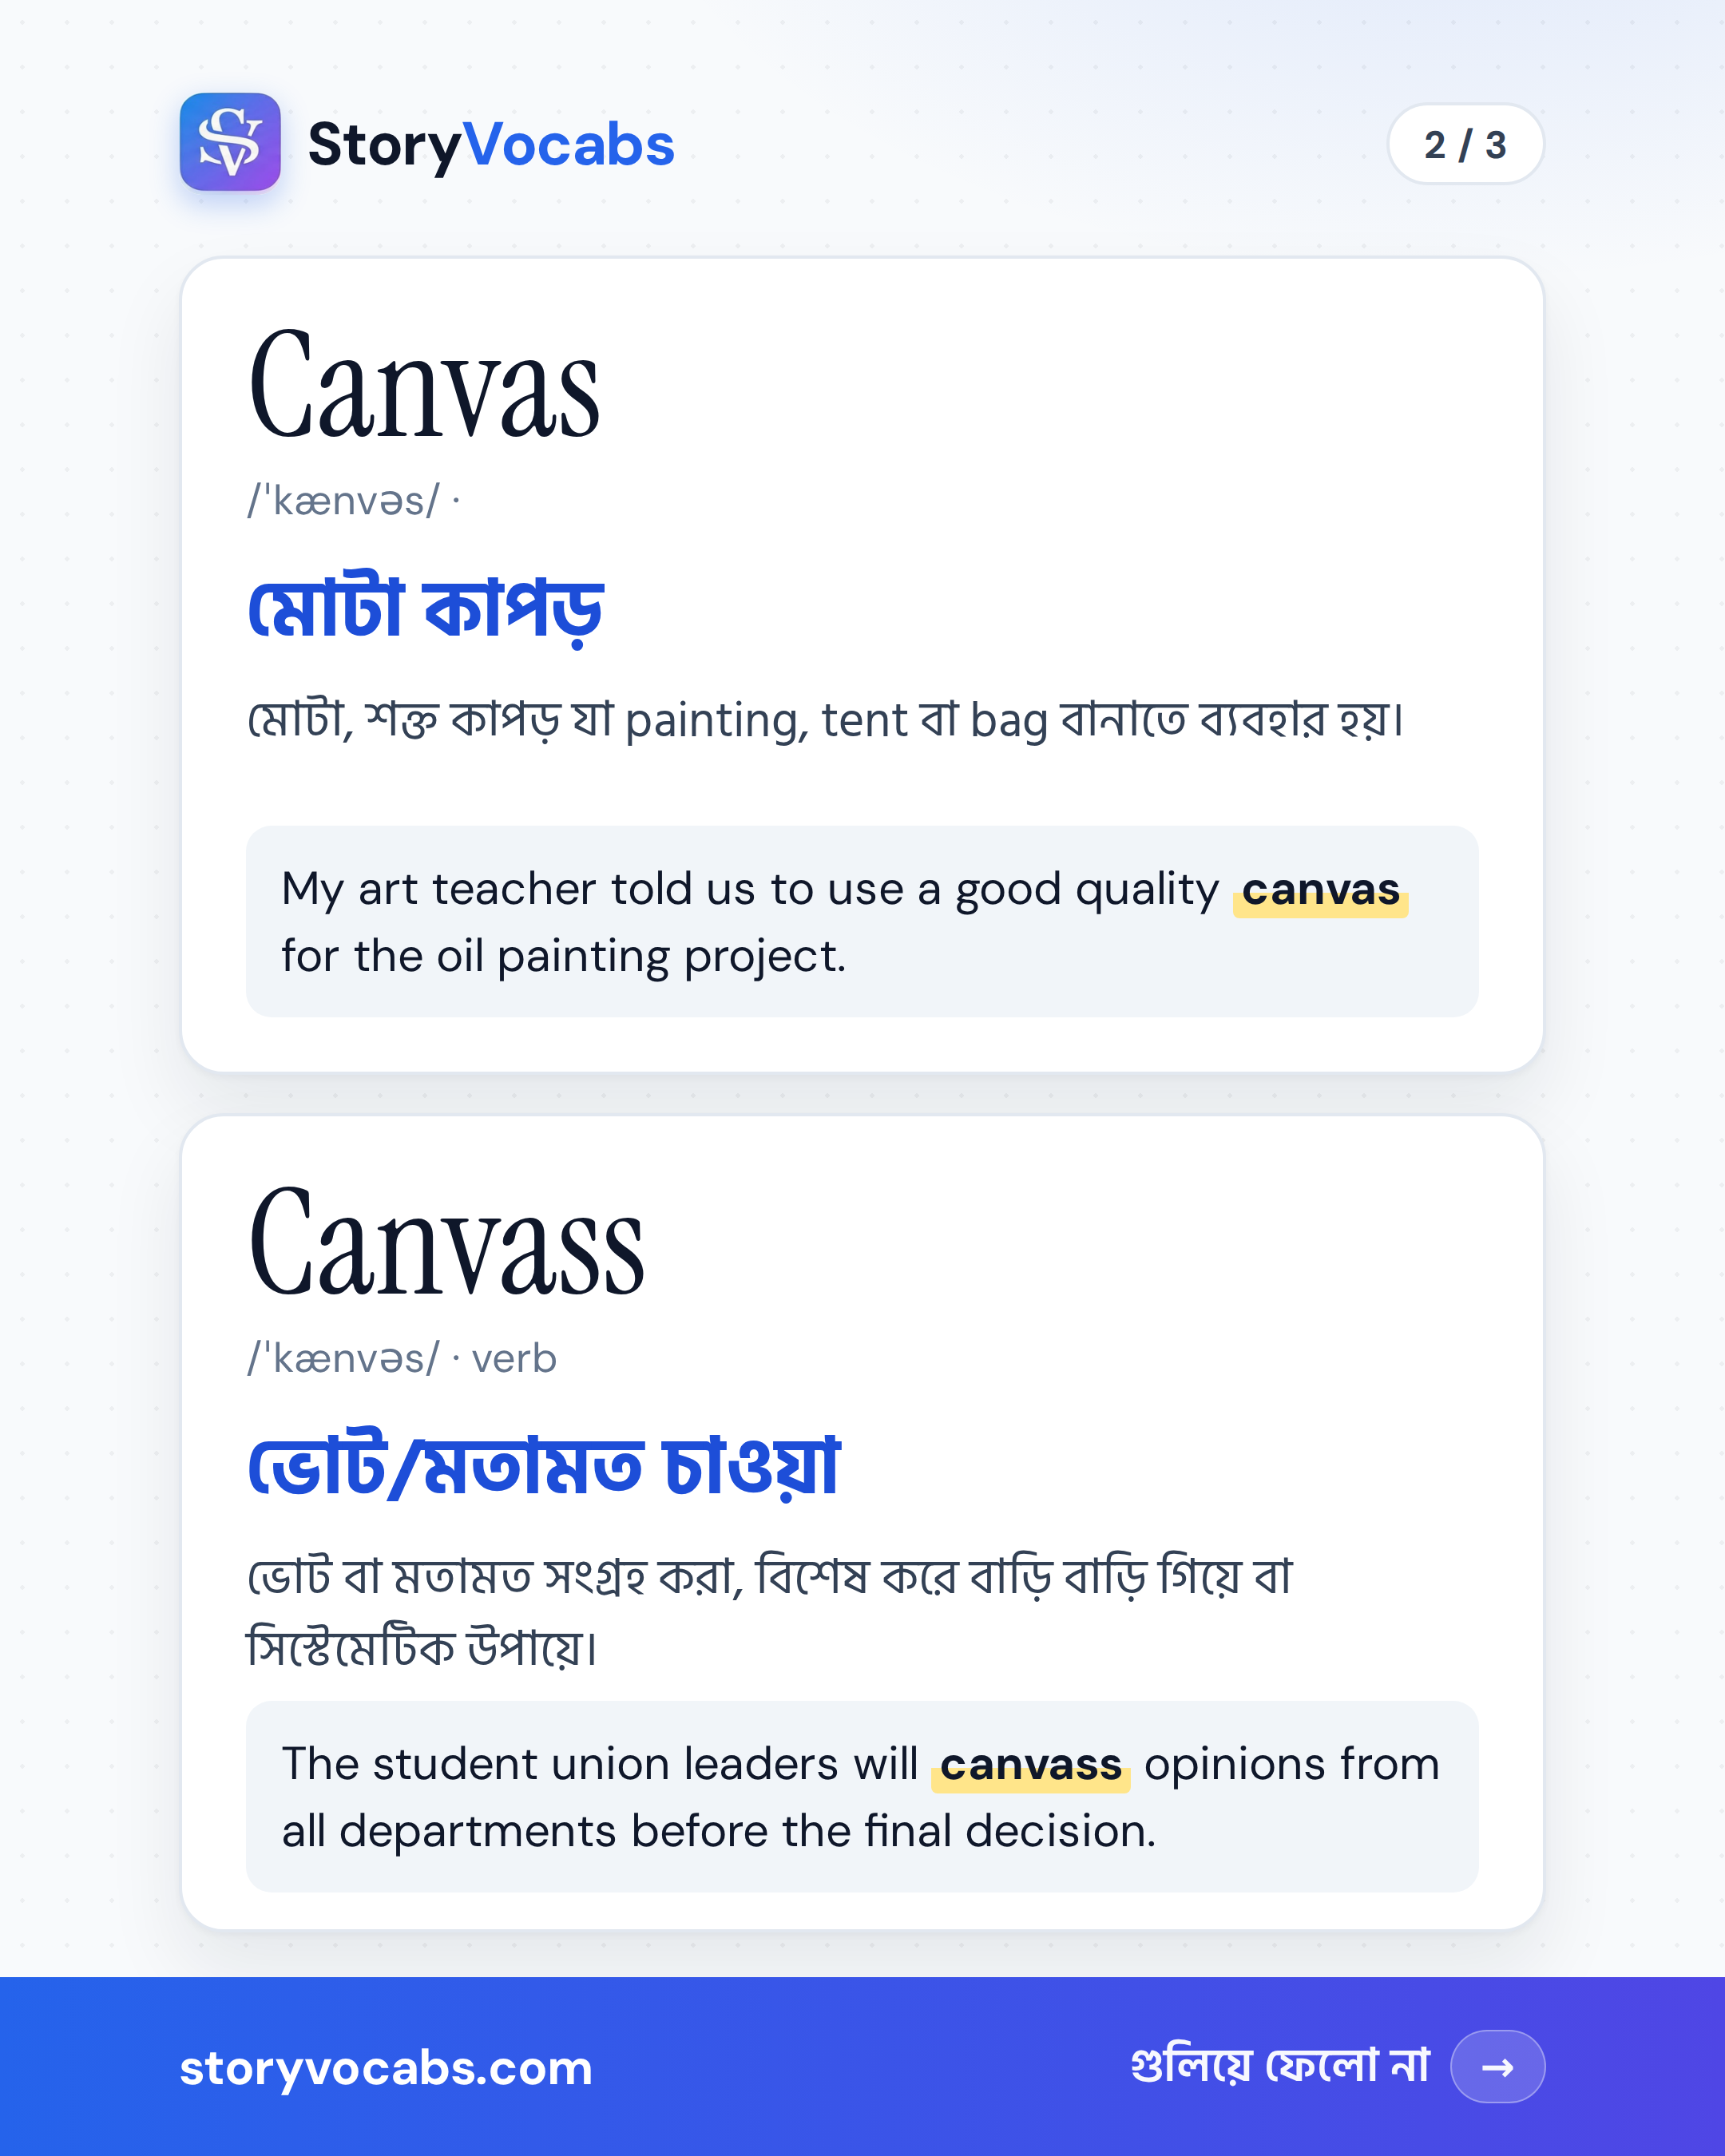 StoryVocabs
2 / 3
Canvas
/ˈkænvəs/ ·
মোটা কাপড়
মোটা, শক্ত কাপড় যা painting, tent বা bag বানাতে ব্যবহার হয়।
My art teacher told us to use a good quality canvas
for the oil painting project.
Canvass
/ˈkænvəs/ · verb
ভোট/মতামত চাওয়া
ভোট বা মতামত সংগ্রহ করা, বিশেষ করে বাড়ি বাড়ি গিয়ে বা
সিস্টেমেটিক উপায়ে।
The student union leaders will canvass opinions from
all departments before the final decision.
storyvocabs.com
গুলিয়ে ফেলো না →